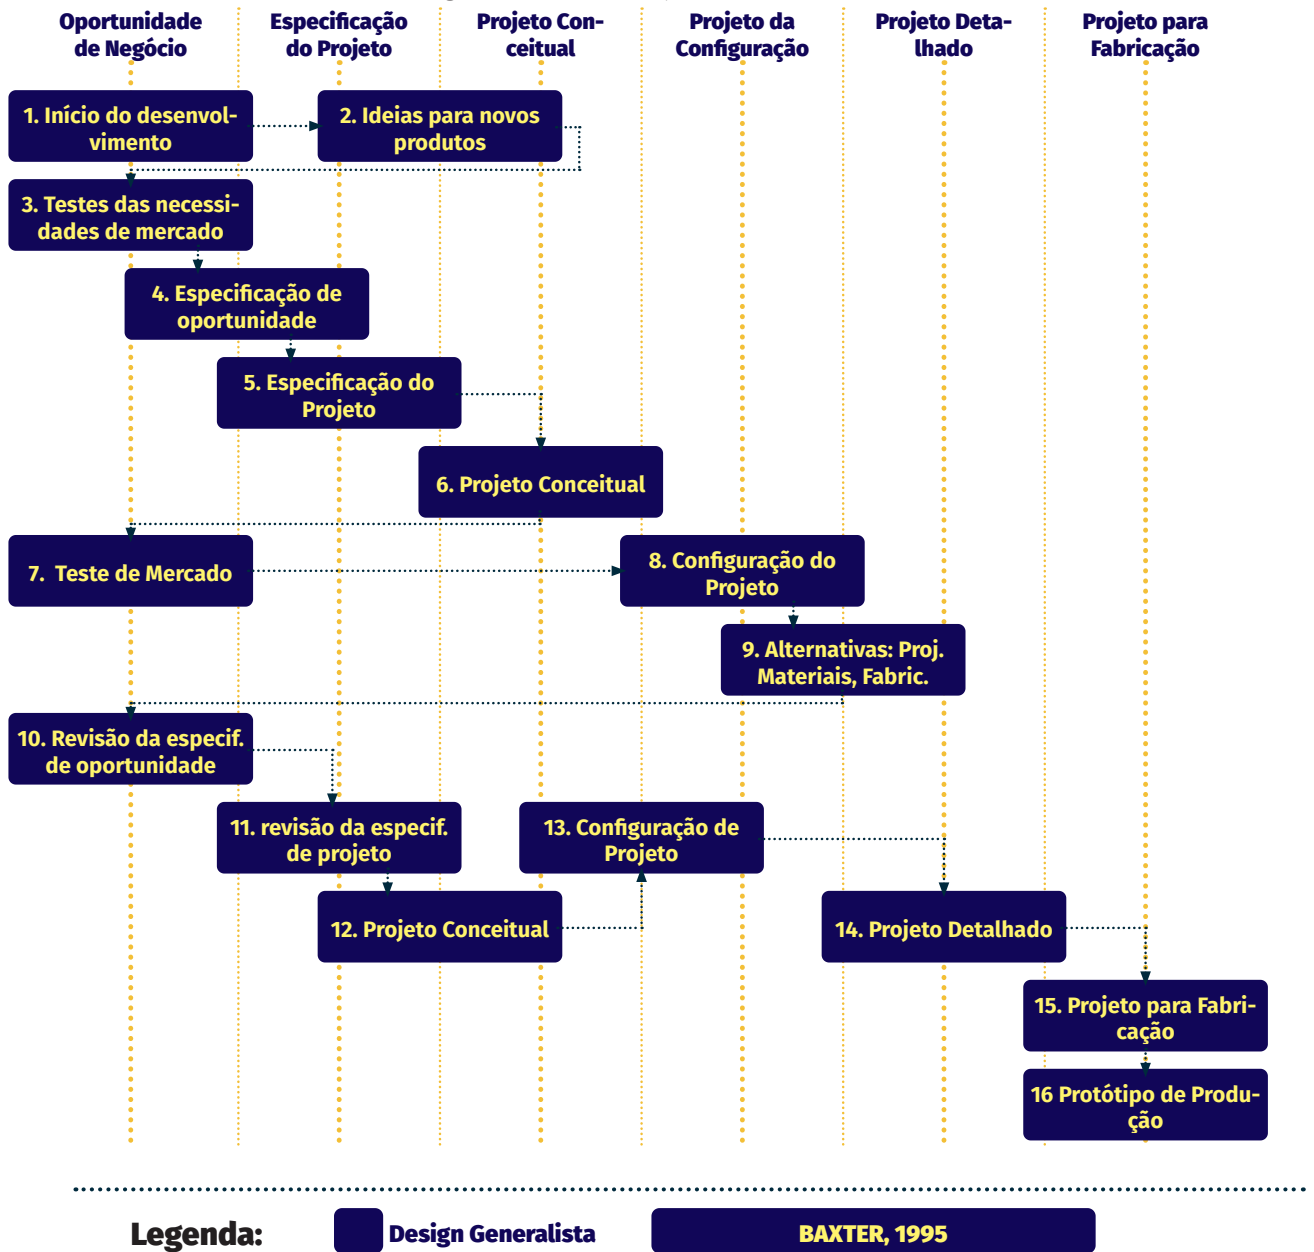 Oportunidade
de Negócio
Especificação
do Projeto
Projeto Con-
ceitual
Projeto da
Configuração
Projeto Deta-
lhado
Projeto para
Fabricação
1. Início do desenvol-
vimento
2. Ideias para novos
produtos
3. Testes das necessi-
dades de mercado
4. Especificação de
oportunidade
5. Especificação do
Projeto
6. Projeto Conceitual
7. Teste de Mercado
8. Configuração do
Projeto
9. Alternativas: Proj.
Materiais, Fabric.
10. Revisão da especif.
de oportunidade
11. revisão da especif.
de projeto
13. Configuração de
Projeto
12. Projeto Conceitual
14. Projeto Detalhado
15. Projeto para Fabri-
cação
16 Protótipo de Produ-
ção
Legenda:
Design Generalista
BAXTER, 1995